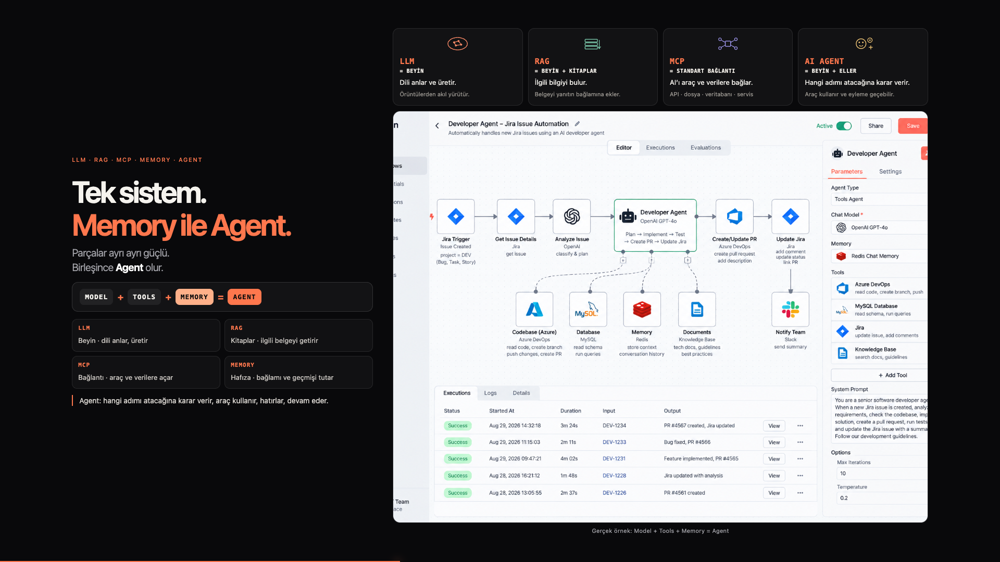 LLM · RAG · MCP · MEMORY · AGENT
Tek sistem.
Memory ile Agent.
Parçalar ayrı ayrı güçlü.
Birleşince Agent olur.
MODEL + TOOLS + MEMORY = AGENT
LLM
Beyin · dili anlar, üretir
RAG
Kitaplar · ilgili belgeyi getirir
MCP
Bağlantı · araç ve verilere açar
MEMORY
Hafıza · bağlamı ve geçmişi tutar
Agent: hangi adımı atacağına karar verir, araç kullanır, hatırlar, devam eder.
LLM
= BEYİN
Dili anlar ve üretir.
Örüntülerden akıl yürütür.
RAG
= BEYİN + KİTAPLAR
İlgili bilgiyi bulur.
Belgeyi yanıtın bağlamına ekler.
MCP
= STANDART BAĞLANTI
AI'ı araç ve verilere bağlar.
API · dosya · veritabanı · servis
AI AGENT
= BEYİN + ELLER
Hangi adımı atacağına karar verir.
Araç kullanır ve eyleme geçebilir.
n
ows
tials
ons
tes
es
s
s
Team
ace
Developer Agent – Jira Issue Automation
Automatically handles new Jira issues using an AI developer agent
Active
Share
Save
Editor
Executions
Evaluations
Jira Trigger
Issue Created
project = DEV
(Bug, Task, Story)
Get Issue Details
Jira
get issue
Analyze Issue
OpenAI
classify & plan
Developer Agent
OpenAI GPT-4o
Plan → Implement → Test
→ Create PR → Update Jira
Create/Update PR
Azure DevOps
create pull request
add description
Update Jira
Jira
add comment
update status
link PR
Codebase (Azure)
Azure DevOps
read code, create branch
push changes, create PR
MySQL
Database
MySQL
read schema
run queries
Memory
Redis
store context
conversation history
Documents
Knowledge Base
tech docs, guidelines
best practices
Notify Team
Slack
send summary
Executions
Logs
Details
Status Started At Duration Input Output
Success Aug 29, 2026 14:32:18 3m 24s DEV-1234 PR #4567 created, Jira updated View
Success Aug 29, 2026 11:15:03 2m 11s DEV-1233 Bug fixed, PR #4566 View
Success Aug 29, 2026 09:47:21 4m 02s DEV-1231 Feature implemented, PR #4565 View
Success Aug 28, 2026 16:21:12 1m 48s DEV-1228 Jira updated with analysis View
Success Aug 28, 2026 13:05:55 2m 37s DEV-1226 PR #4561 created View
Developer Agent
Parameters
Settings
Agent Type
Tools Agent
Chat Model *
OpenAI GPT-4o
Memory
Redis Chat Memory
Tools
Azure DevOps
read code, create branch, push
MySQL
MySQL Database
read schema, run queries
Jira
update issue, add comments
Knowledge Base
search docs, guidelines
+ Add Tool
System Prompt
You are a senior software developer age
When a new Jira issue is created, analyz
requirements, check the codebase, imp
solution, create a pull request, run tests
and update the Jira issue with a summa
Follow our development guidelines.
Options
Max Iterations
10
Temperature
0.2
Gerçek örnek: Model + Tools + Memory = Agent